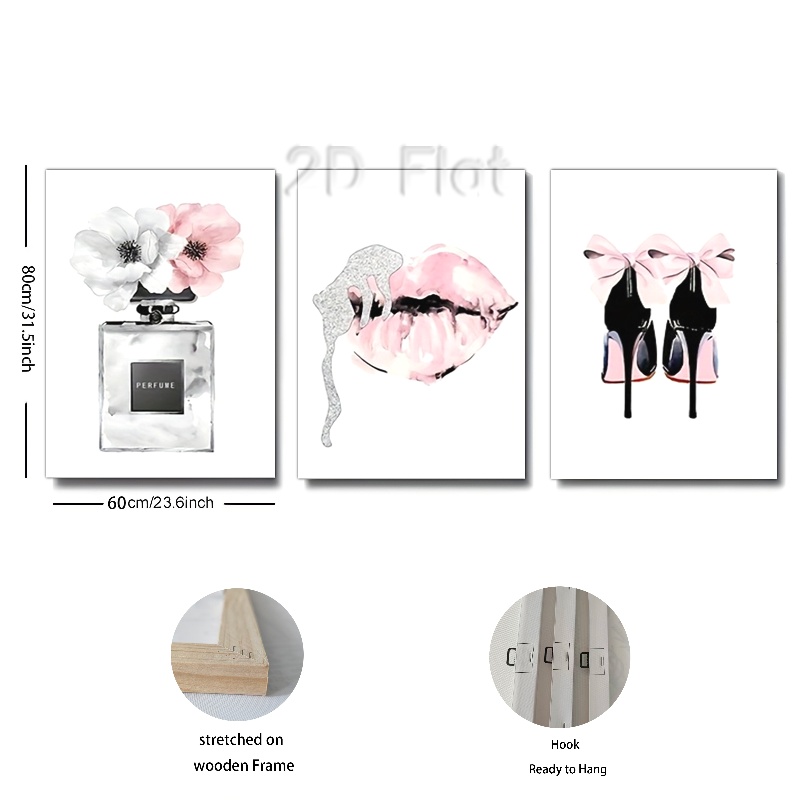 2D Flat
80cm/31.5inch
PERFUME
60cm/23.6inch
stretched on
wooden Frame
Hook
Ready to Hang